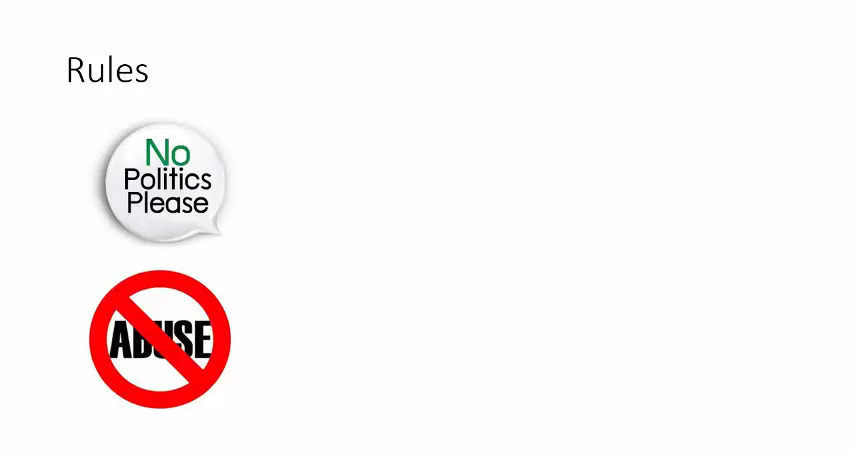 Rules
No
Politics
Please
ABUSE